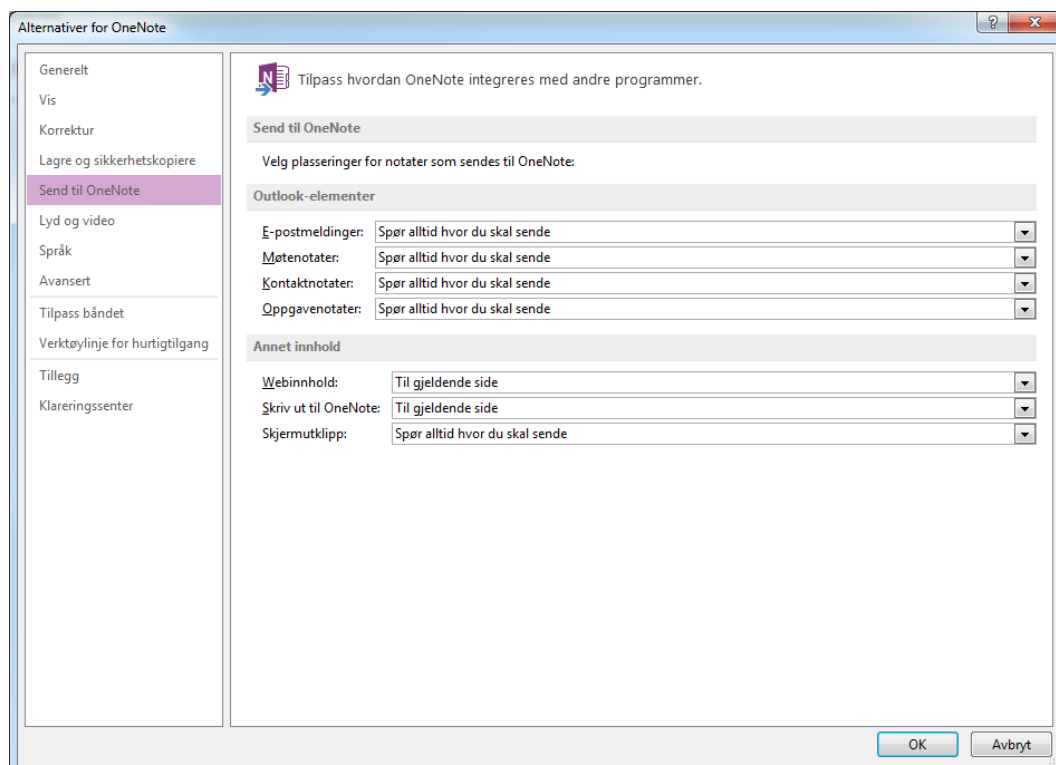 Alternativer for OneNote
Generelt
Vis
Korrektur
Lagre og sikkerhetskopiere
Send til OneNote
Lyd og video
Språk
Avansert
Tilpass båndet
Verktøylinje for hurtigtilgang
Tillegg
Klareringssenter
Tilpass hvordan OneNote integreres med andre programmer.
Send til OneNote
Velg plasseringer for notater som sendes til OneNote:
Outlook-elementer
E-postmeldinger: Spør alltid hvor du skal sende
Møtenotater: Spør alltid hvor du skal sende
Kontaktnotater: Spør alltid hvor du skal sende
Oppgavenotater: Spør alltid hvor du skal sende
Annet innhold
Webinnhold: Til gjeldende side
Skriv ut til OneNote: Til gjeldende side
Skjermutklipp: Spør alltid hvor du skal sende
OK Avbryt